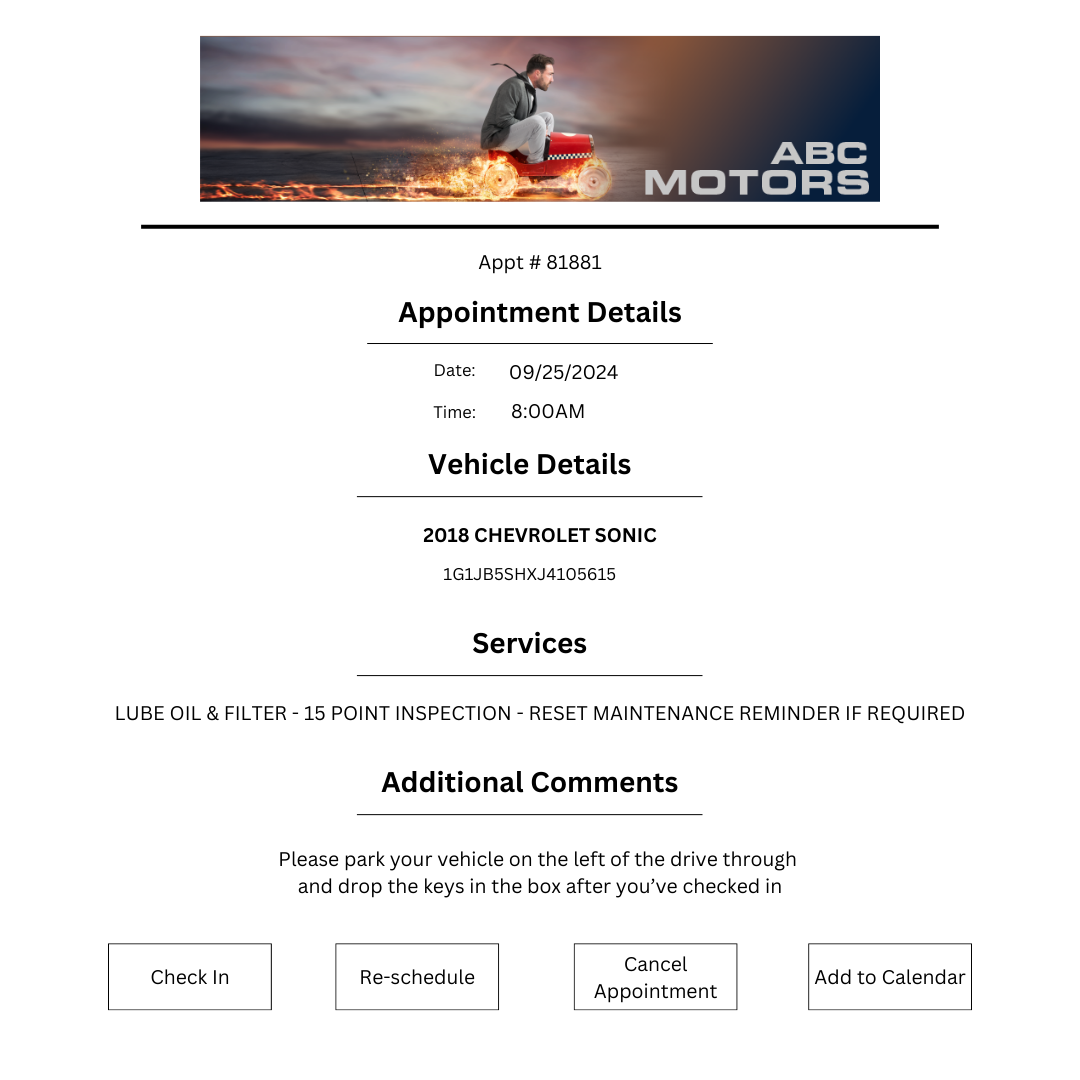 ABC
MOTORS
Appt # 81881
Appointment Details
Date: 09/25/2024
Time: 8:00AM
Vehicle Details
2018 CHEVROLET SONIC
1G1JB5SHXJ4105615
Services
LUBE OIL & FILTER - 15 POINT INSPECTION - RESET MAINTENANCE REMINDER IF REQUIRED
Additional Comments
Please park your vehicle on the left of the drive through
and drop the keys in the box after you’ve checked in
Check In
Re-schedule
Cancel
Appointment
Add to Calendar